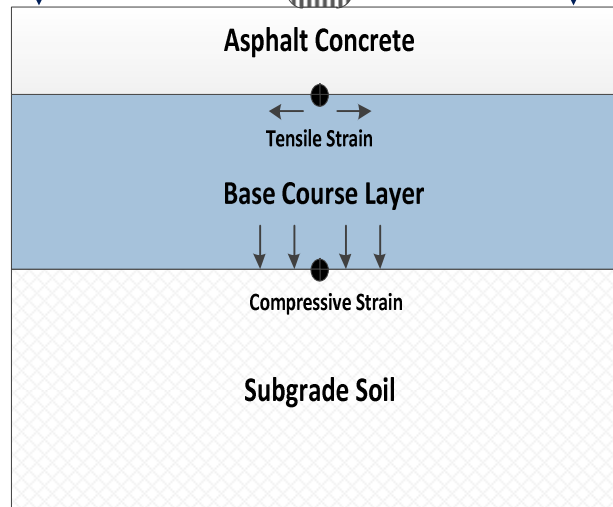 Asphalt Concrete
Tensile Strain
Base Course Layer
Compressive Strain
Subgrade Soil